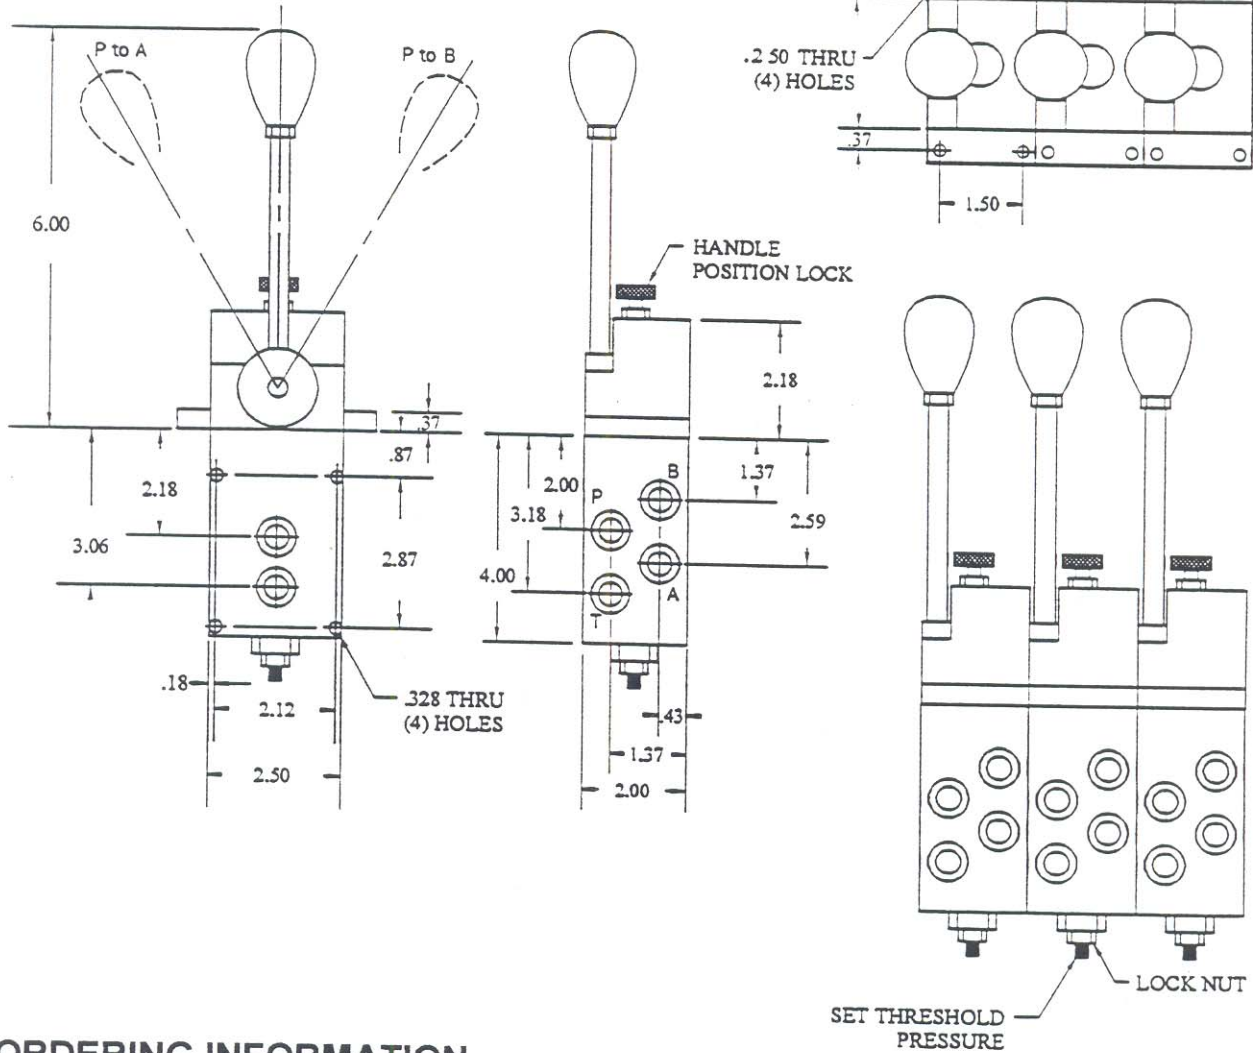 P to A
P to B
6.00
.37
.87
2.18
3.06
2.87
.18
2.12
2.50
.328 THRU
(4) HOLES
HANDLE
POSITION LOCK
2.18
2.00
3.18
4.00
1.37
2.59
P
B
A
T
.43
1.37
2.00
.2 50 THRU
(4) HOLES
.37
1.50
LOCK NUT
SET THRESHOLD
PRESSURE
ORDERING INFORMATION